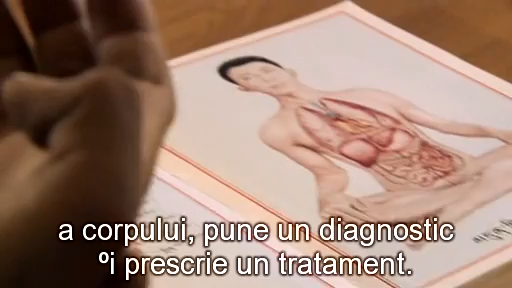 a corpului, pune un diagnostic
ºi prescrie un tratament.